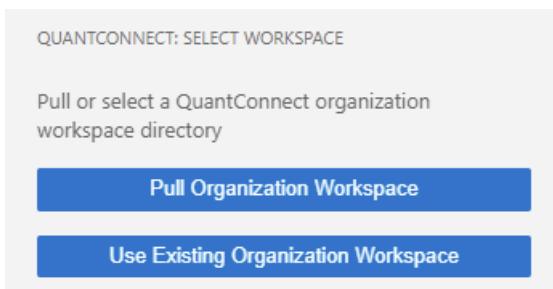 QUANTCONNECT: SELECT WORKSPACE
Pull or select a QuantConnect organization
workspace directory
Pull Organization Workspace
Use Existing Organization Workspace